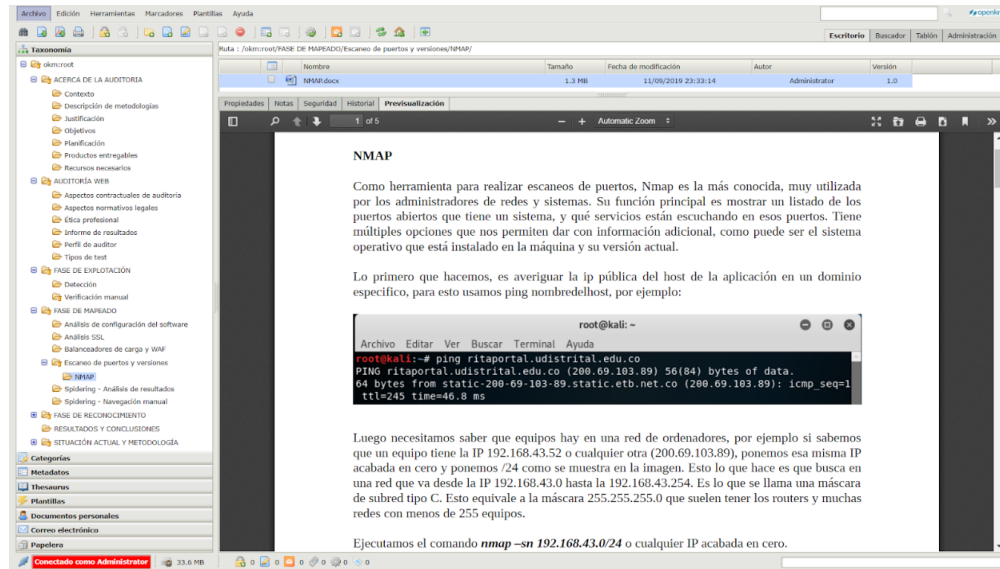 Archivo Edición Herramientas Marcadores Plantillas Ayuda
Escritorio Buscador Tablón Administración
Taxonomía
okm:root
ACERCA DE LA AUDITORIA
Contexto
Descripción de metodologías
Justificación
Objetivos
Planificación
Productos entregables
Recursos necesarios
AUDITORÍA WEB
Aspectos contractuales de auditoria
Aspectos normativos legales
Ética profesional
Informe de resultados
Perfil de auditor
Tipos de test
FASE DE EXPLOTACIÓN
Detección
Verificación manual
FASE DE MAPEADO
Análisis de configuración del software
Análisis SSL
Balanceadores de carga y WAF
Escaneo de puertos y versiones
NMAP
Spidering - Análisis de resultados
Spidering - Navegación manual
FASE DE RECONOCIMIENTO
RESULTADOS Y CONCLUSIONES
SITUACIÓN ACTUAL Y METODOLOGÍA
Categorías
Metadatos
Thesaurus
Plantillas
Documentos personales
Correo electrónico
Papelera
Ruta : /okm:root/FASE DE MAPEADO/Escaneo de puertos y versiones/NMAP/
Nombre Tamaño Fecha de modificación Autor Versión
NMAP.docx 1.3 MB 11/09/2019 23:33:14 Administrator 1.0
Propiedades Notas Seguridad Historial Previsualización
1 of 5 Automatic Zoom
NMAP
Como herramienta para realizar escaneos de puertos, Nmap es la más conocida, muy utilizada
por los administradores de redes y sistemas. Su función principal es mostrar un listado de los
puertos abiertos que tiene un sistema, y qué servicios están escuchando en esos puertos. Tiene
múltiples opciones que nos permiten dar con información adicional, como puede ser el sistema
operativo que está instalado en la máquina y su versión actual.
Lo primero que hacemos, es averiguar la ip pública del host de la aplicación en un dominio
especifico, para esto usamos ping nombredelhost, por ejemplo:
root@kali: ~
Archivo Editar Ver Buscar Terminal Ayuda
root@kali:~# ping ritaportal.udistrital.edu.co
PING ritaportal.udistrital.edu.co (200.69.103.89) 56(84) bytes of data.
64 bytes from static-200-69-103-89.static.etb.net.co (200.69.103.89): icmp_seq=1
ttl=245 time=46.8 ms
Luego necesitamos saber que equipos hay en una red de ordenadores, por ejemplo si sabemos
que un equipo tiene la IP 192.168.43.52 o cualquier otra (200.69.103.89), ponemos esa misma IP
acabada en cero y ponemos /24 como se muestra en la imagen. Esto lo que hace es que busca en
una red que va desde la IP 192.168.43.0 hasta la 192.168.43.254. Es lo que se llama una máscara
de subred tipo C. Esto equivale a la máscara 255.255.255.0 que suelen tener los routers y muchas
redes con menos de 255 equipos.
Ejecutamos el comando nmap –sn 192.168.43.0/24 o cualquier IP acabada en cero.
Conectado como Administrator 33.6 MB 0 0 0 0 0 0